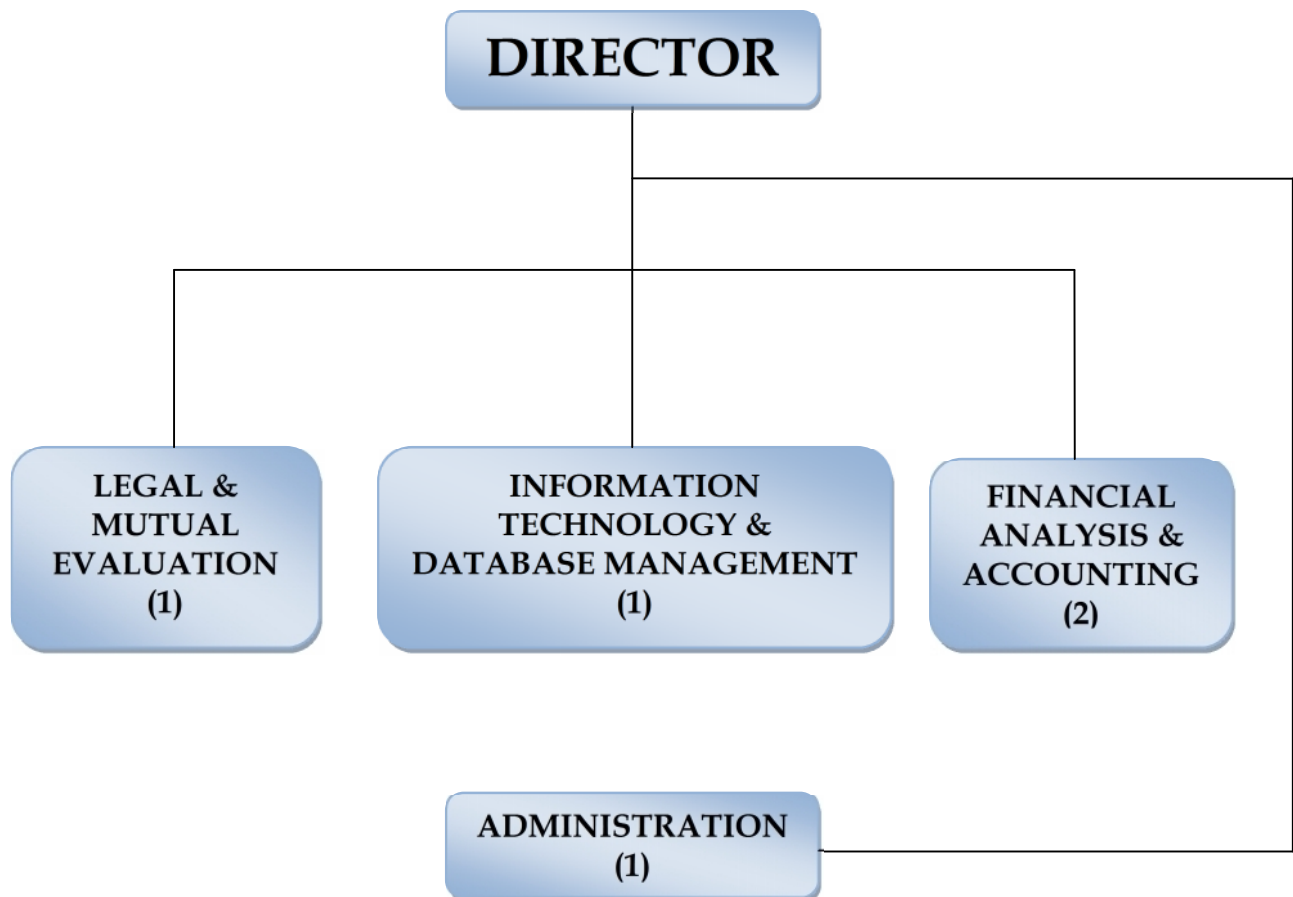 DIRECTOR
LEGAL &
MUTUAL
EVALUATION
(1)
INFORMATION
TECHNOLOGY &
DATABASE MANAGEMENT
(1)
FINANCIAL
ANALYSIS &
ACCOUNTING
(2)
ADMINISTRATION
(1)